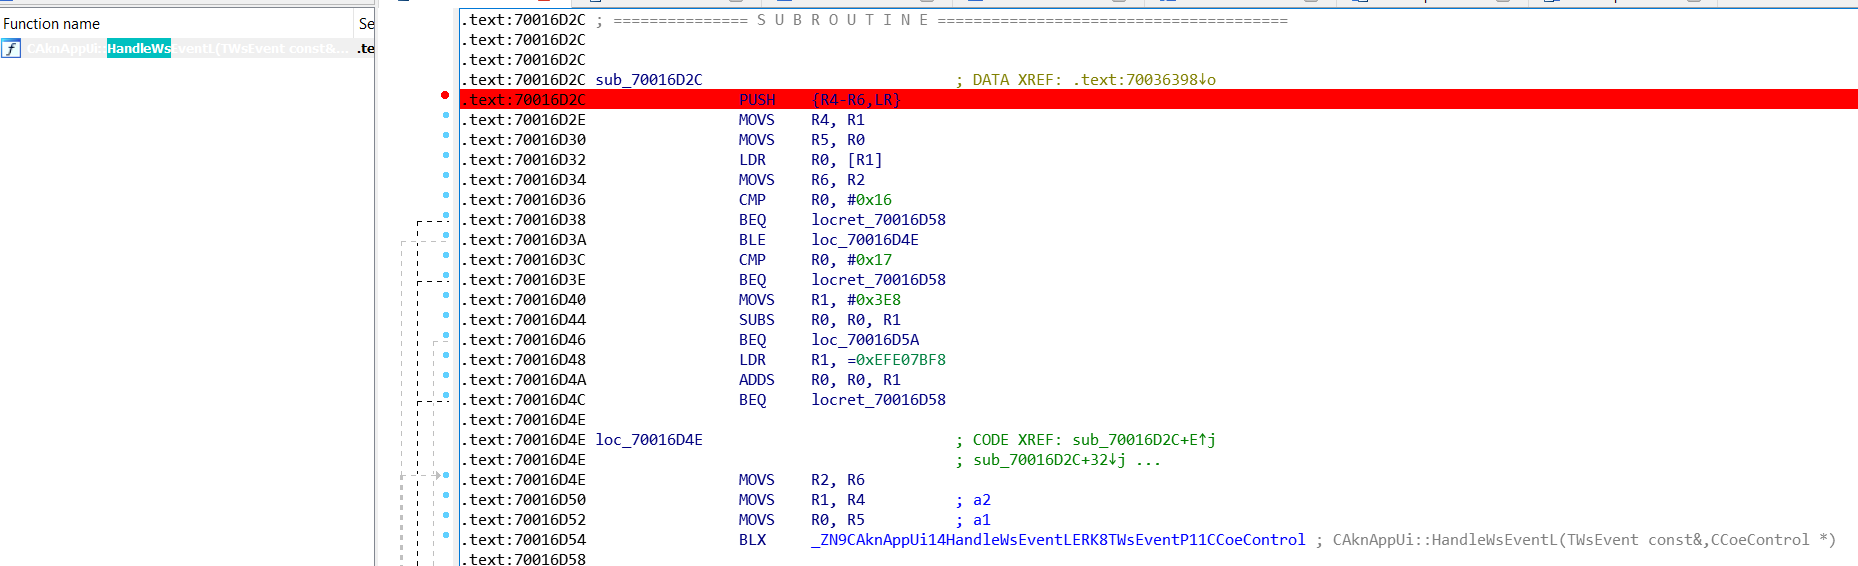 Function name Se
f CAknAppUi::HandleWsEventL(TWsEvent const&... .te
.text:70016D2C ; =============== S U B R O U T I N E =======================================
.text:70016D2C
.text:70016D2C
.text:70016D2C sub_70016D2C ; DATA XREF: .text:70036398↓o
.text:70016D2C PUSH {R4-R6,LR}
.text:70016D2E MOVS R4, R1
.text:70016D30 MOVS R5, R0
.text:70016D32 LDR R0, [R1]
.text:70016D34 MOVS R6, R2
.text:70016D36 CMP R0, #0x16
.text:70016D38 BEQ locret_70016D58
.text:70016D3A BLE loc_70016D4E
.text:70016D3C CMP R0, #0x17
.text:70016D3E BEQ locret_70016D58
.text:70016D40 MOVS R1, #0x3E8
.text:70016D44 SUBS R0, R0, R1
.text:70016D46 BEQ loc_70016D5A
.text:70016D48 LDR R1, =0xEFE07BF8
.text:70016D4A ADDS R0, R0, R1
.text:70016D4C BEQ locret_70016D58
.text:70016D4E
.text:70016D4E loc_70016D4E ; CODE XREF: sub_70016D2C+E↑j
.text:70016D4E ; sub_70016D2C+32↓j ...
.text:70016D4E MOVS R2, R6
.text:70016D50 MOVS R1, R4 ; a2
.text:70016D52 MOVS R0, R5 ; a1
.text:70016D54 BLX _ZN9CAknAppUi14HandleWsEventLERK8TWsEventP11CCoeControl ; CAknAppUi::HandleWsEventL(TWsEvent const&,CCoeControl *)
.text:70016D58